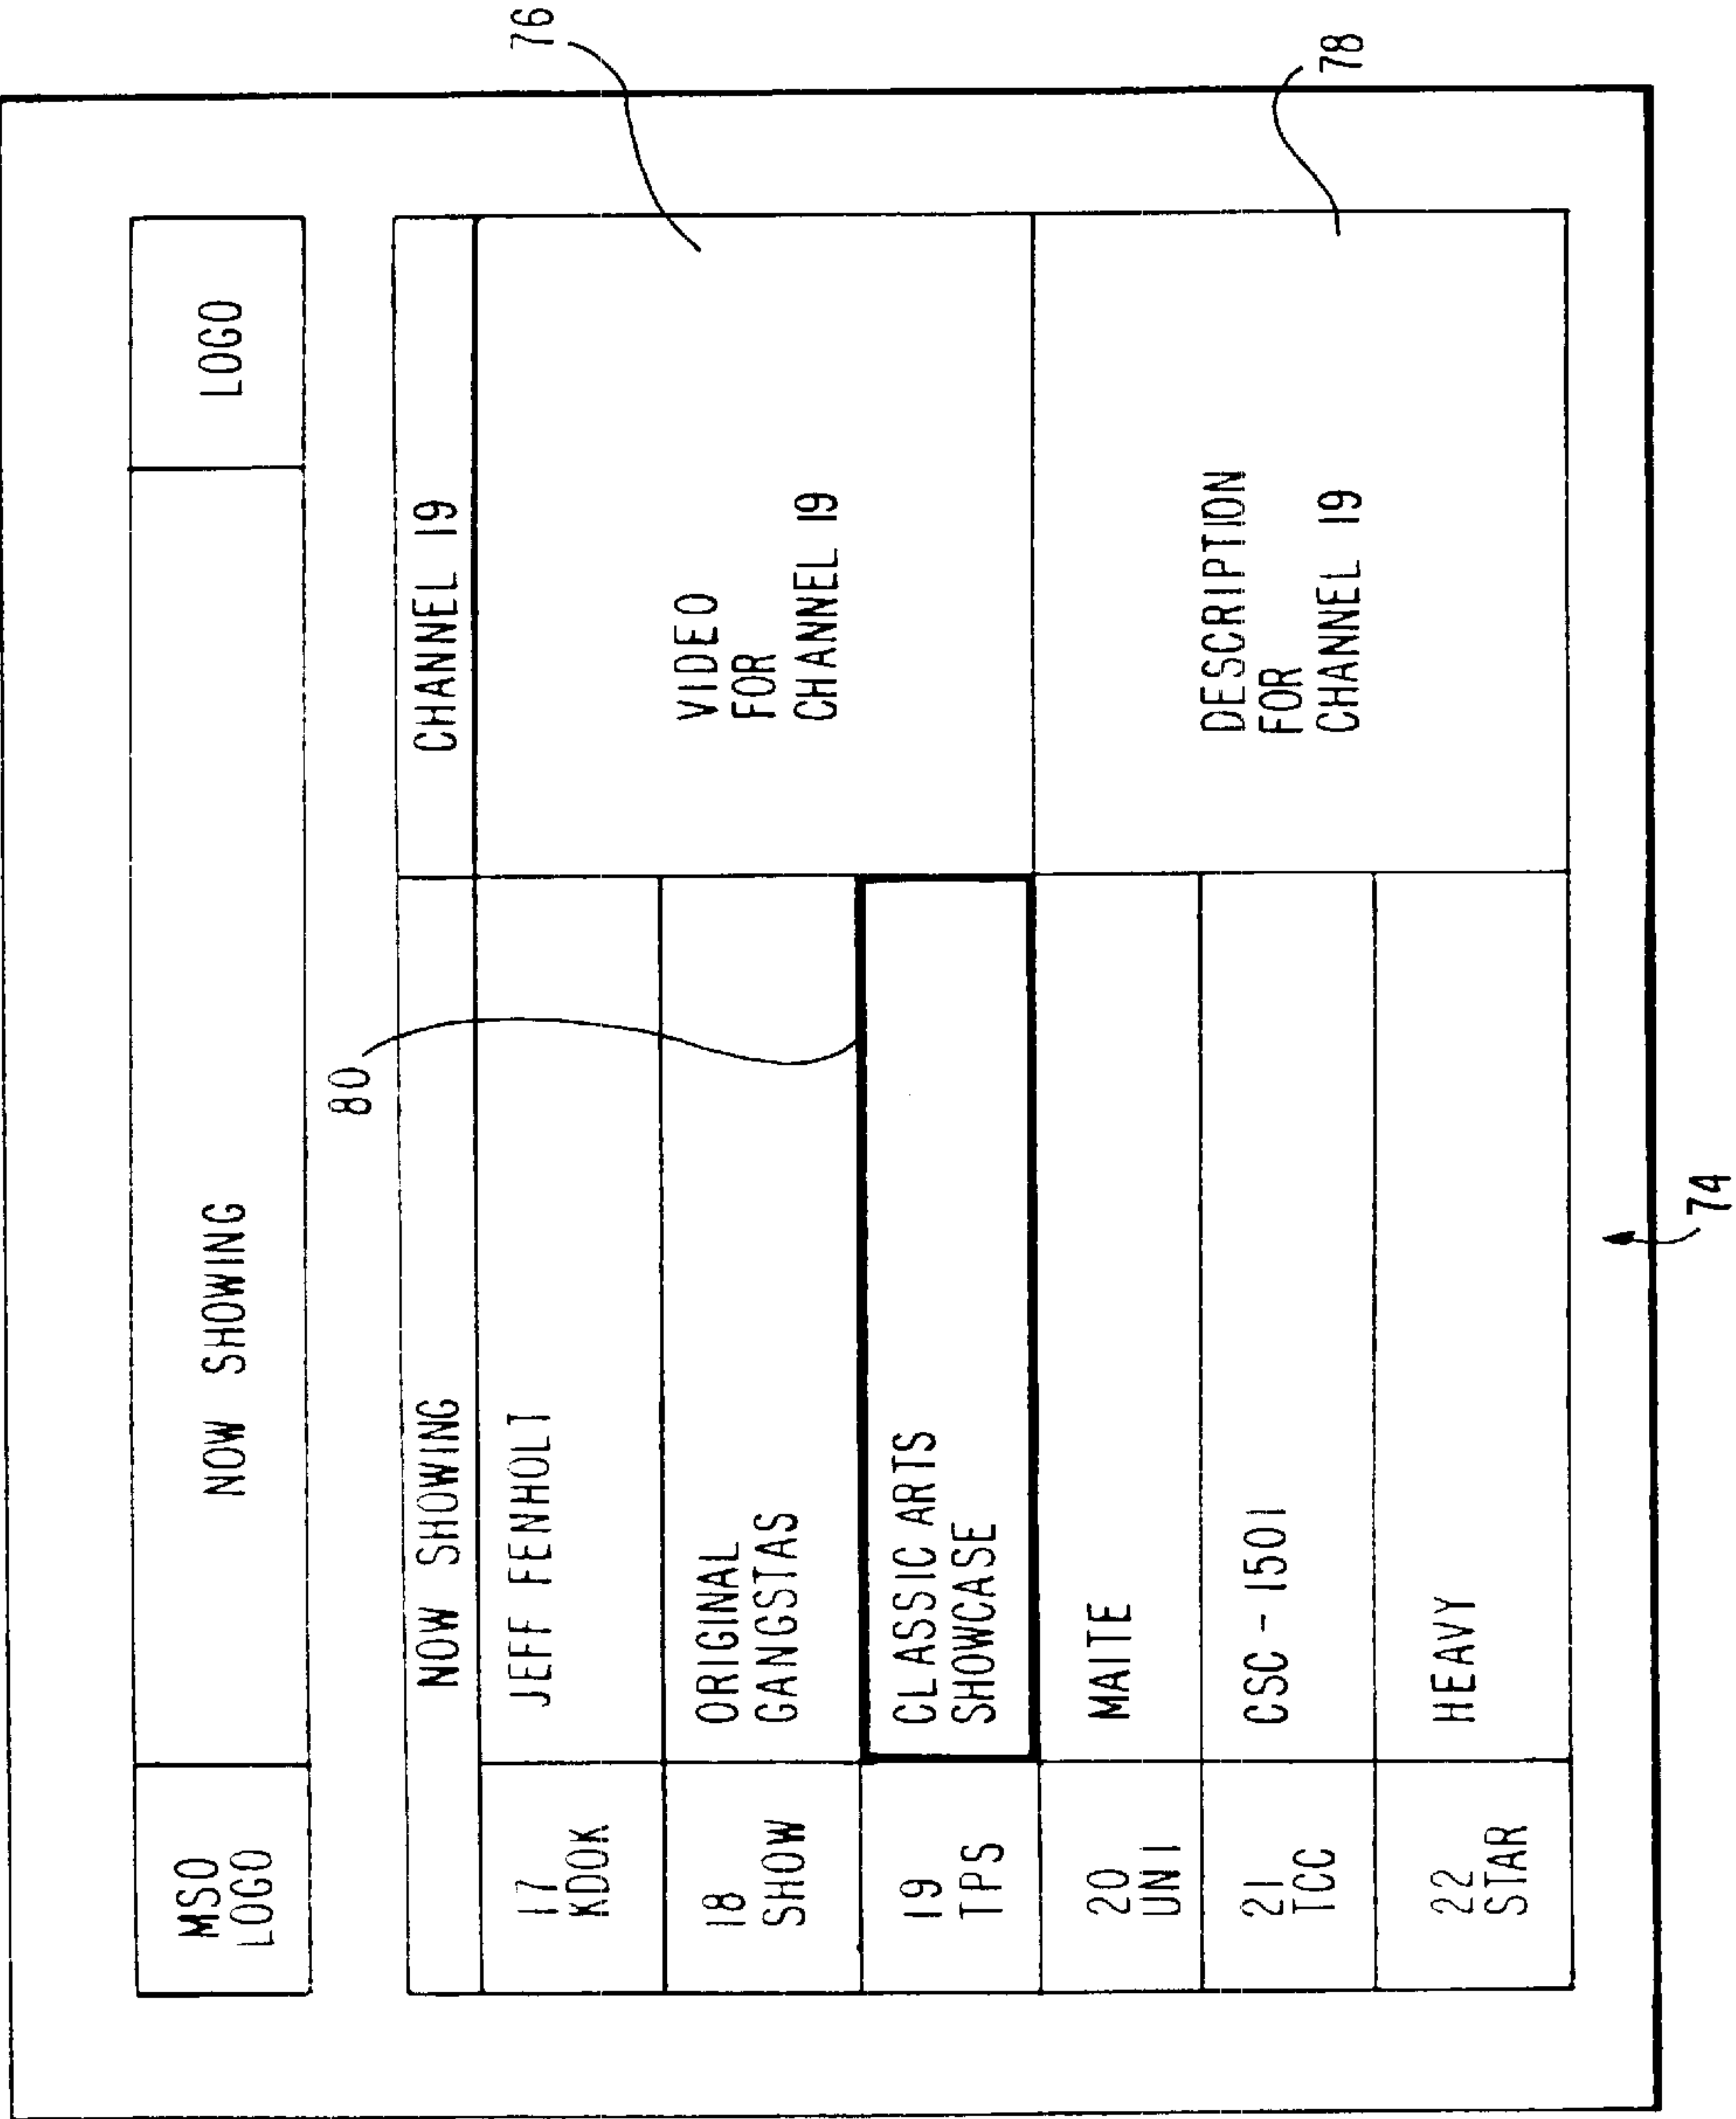 MSO
LOGO
NOW SHOWING
LOGO
80
NOW SHOWING
CHANNEL 19
17
KDOK
JEFF FENHOLT
18
SHOW
ORIGINAL
GANGSTAS
19
TPS
CLASSIC ARTS
SHOWCASE
20
UNI
MAITE
21
TCC
CSC - 1501
22
STAR
HEAVY
VIDEO
FOR
CHANNEL 19
76
DESCRIPTION
FOR
CHANNEL 19
78
74